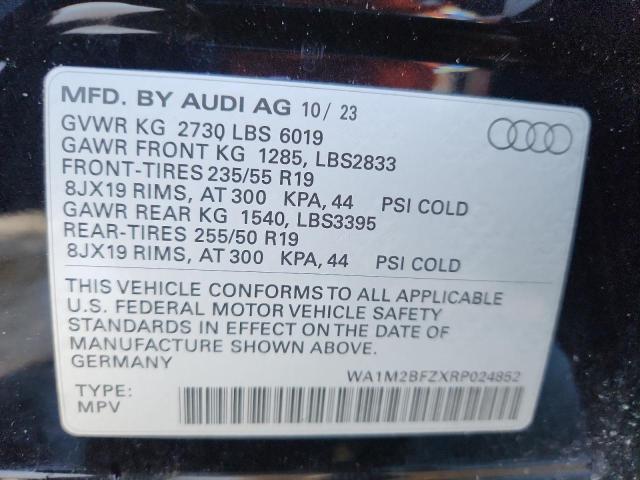 MFD. BY AUDI AG 10/ 23
GVWR KG 2730 LBS 6019
GAWR FRONT KG 1285, LBS2833
FRONT-TIRES 235/55 R19
8JX19 RIMS, AT 300 KPA, 44 PSI COLD
GAWR REAR KG 1540, LBS3395
REAR-TIRES 255/50 R19
8JX19 RIMS, AT 300 KPA, 44 PSI COLD
THIS VEHICLE CONFORMS TO ALL APPLICABLE
U.S. FEDERAL MOTOR VEHICLE SAFETY
STANDARDS IN EFFECT ON THE DATE OF
MANUFACTURE SHOWN ABOVE.
GERMANY
WA1M2BFZXRP024852
TYPE:
MPV